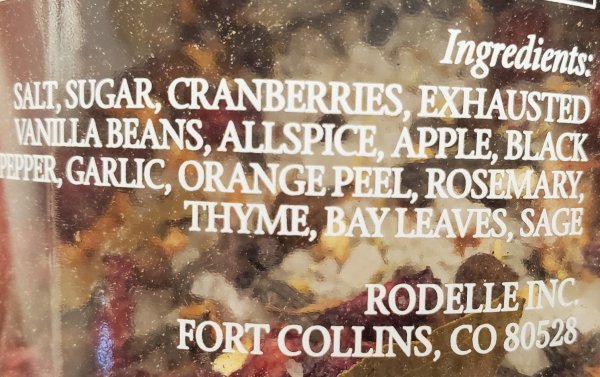 Ingredients:
SALT, SUGAR, CRANBERRIES, EXHAUSTED
VANILLA BEANS, ALLSPICE, APPLE, BLACK
PEPPER, GARLIC, ORANGE PEEL, ROSEMARY,
THYME, BAY LEAVES, SAGE
RODELLE INC.
FORT COLLINS, CO 80528